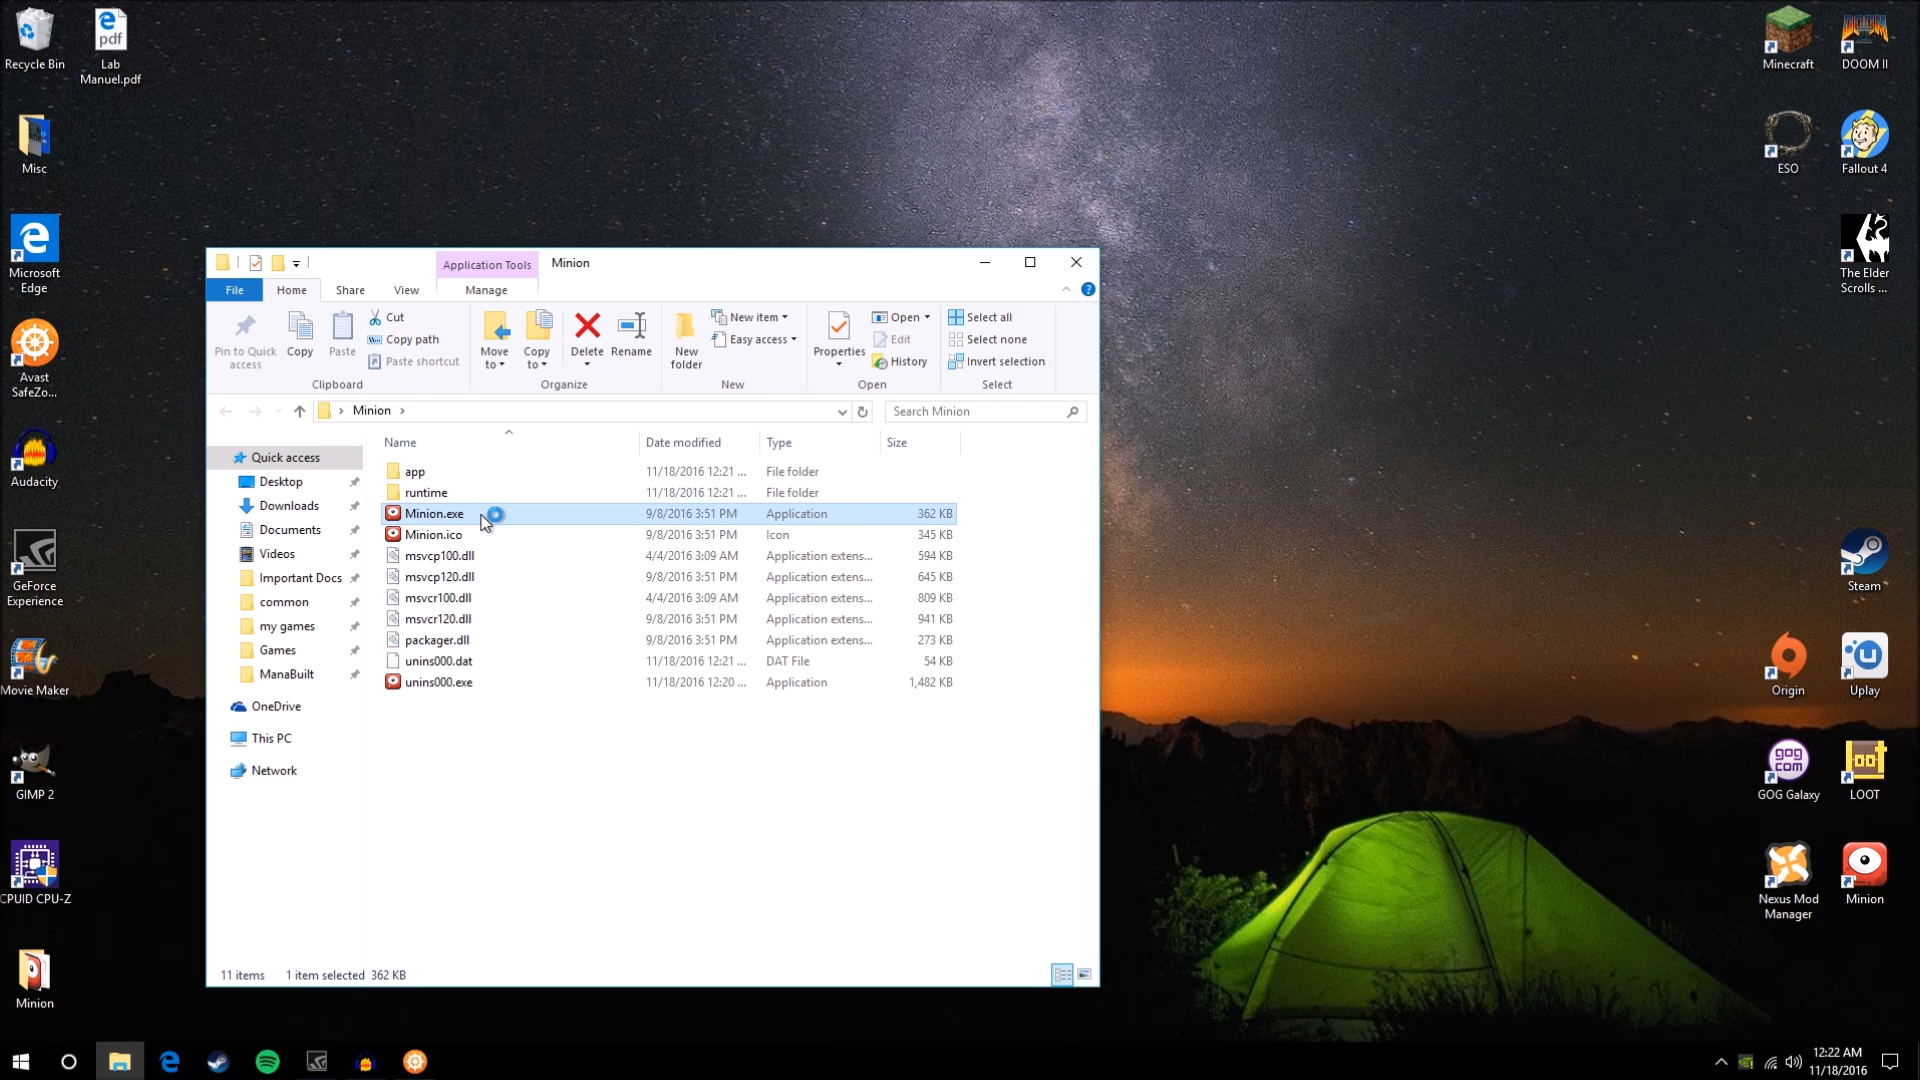 Recycle Bin
pdf
Lab
Manuel.pdf
Misc
Microsoft
Edge
Avast
SafeZo...
Audacity
GeForce
Experience
Movie Maker
GIMP 2
CPUID CPU-Z
Minion
Minecraft
DOOM II
ESO
Fallout 4
The Elder
Scrolls ...
Steam
Origin
Uplay
gog
com
GOG Galaxy
LOOT
Nexus Mod
Manager
Minion
Application Tools
Minion
File
Home
Share
View
Manage
Pin to Quick
access
Copy
Paste
Cut
Copy path
Paste shortcut
Clipboard
Move
to
Copy
to
Delete
Rename
Organize
New
folder
New item
Easy access
New
Properties
Open
Edit
History
Open
Select all
Select none
Invert selection
Select
Minion
Search Minion
Name Date modified Type Size
Quick access
Desktop
Downloads
Documents
Videos
Important Docs
common
my games
Games
ManaBuilt
OneDrive
This PC
Network
app 11/18/2016 12:21 ... File folder
runtime 11/18/2016 12:21 ... File folder
Minion.exe 9/8/2016 3:51 PM Application 362 KB
Minion.ico 9/8/2016 3:51 PM Icon 345 KB
msvcp100.dll 4/4/2016 3:09 AM Application extens... 594 KB
msvcp120.dll 9/8/2016 3:51 PM Application extens... 645 KB
msvcr100.dll 4/4/2016 3:09 AM Application extens... 809 KB
msvcr120.dll 9/8/2016 3:51 PM Application extens... 941 KB
packager.dll 9/8/2016 3:51 PM Application extens... 273 KB
unins000.dat 11/18/2016 12:21 ... DAT File 54 KB
unins000.exe 11/18/2016 12:20 ... Application 1,482 KB
11 items 1 item selected 362 KB
12:22 AM
11/18/2016